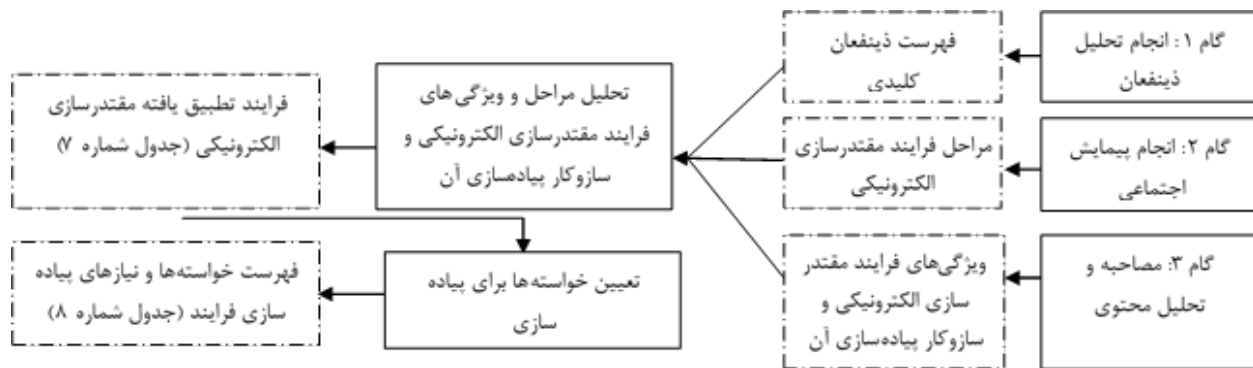 گام ۱: انجام تحلیل
ذینفعان
فهرست ذینفعان
کلیدی
گام ۲: انجام پیمایش
اجتماعی
مراحل فرایند مقتدرسازی
الکترونیکی
گام ۳: مصاحبه و
تحلیل محتوی
ویژگی‌های فرایند مقتدر
سازی الکترونیکی و
سازوکار پیاده‌سازی آن
تحلیل مراحل و ویژگی‌های
فرایند مقتدرسازی الکترونیکی و
سازوکار پیاده‌سازی آن
فرایند تطبیق یافته مقتدرسازی
الکترونیکی (جدول شماره ۷)
تعیین خواسته‌ها برای پیاده
سازی
فهرست خواسته‌ها و نیازهای پیاده
سازی فرایند (جدول شماره ۸)